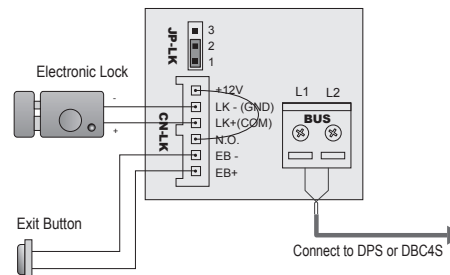 JP-LK
3
2
1
Electronic Lock
-
+
CN-LK
+12V
LK - (GND)
LK+(COM)
N.O.
EB -
EB+
L1 L2
BUS
Exit Button
Connect to DPS or DBC4S